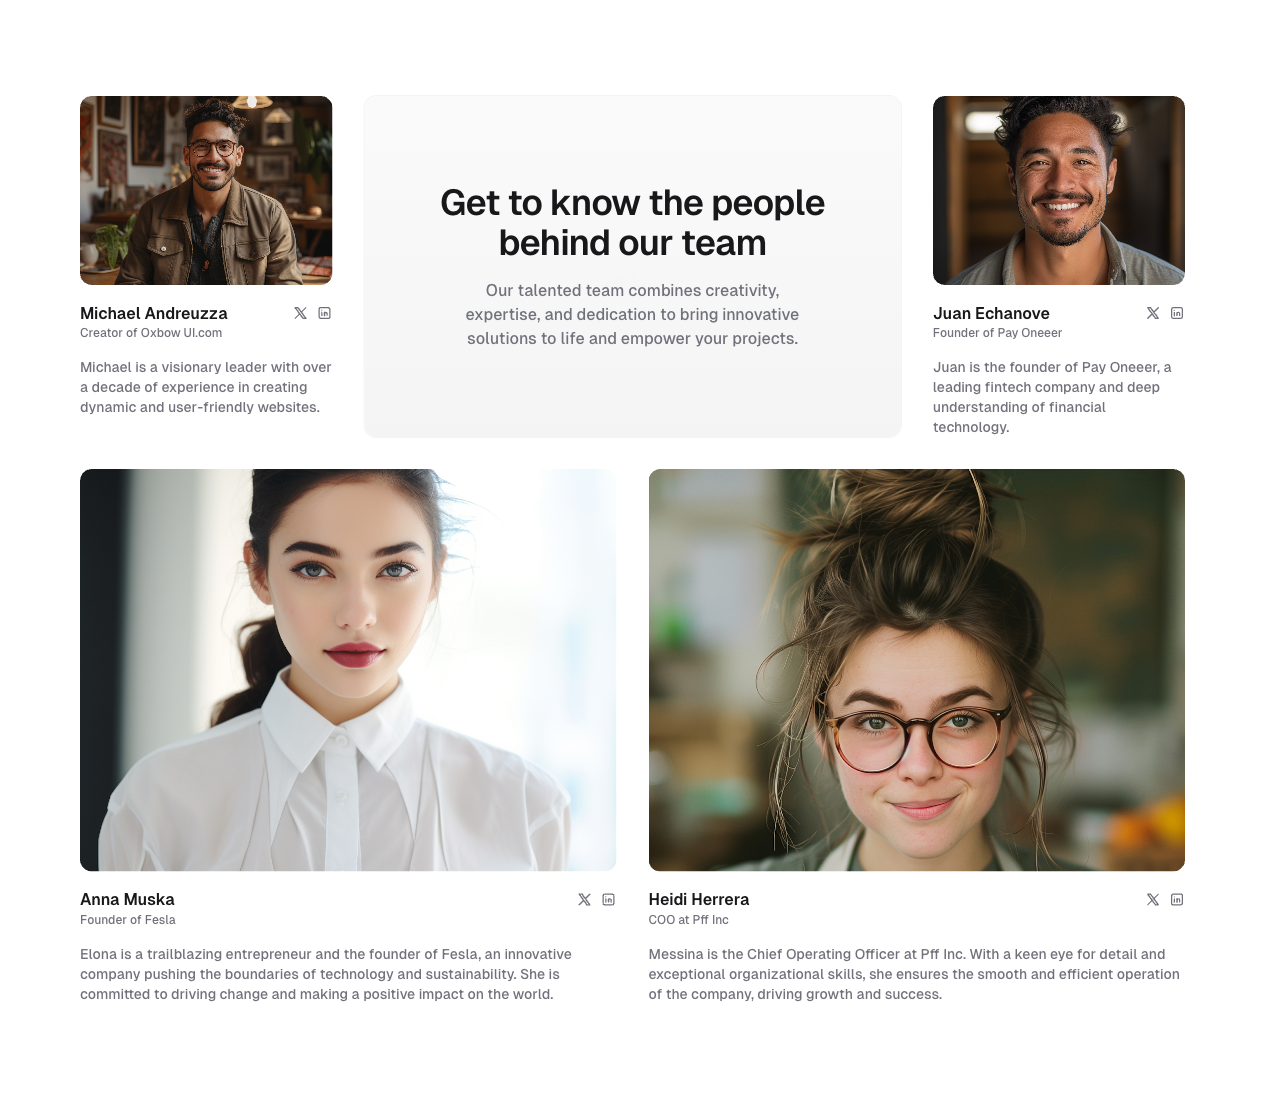 Michael Andreuzza
Creator of Oxbow UI.com
Michael is a visionary leader with over
a decade of experience in creating
dynamic and user-friendly websites.
Get to know the people
behind our team
Our talented team combines creativity,
expertise, and dedication to bring innovative
solutions to life and empower your projects.
Juan Echanove
Founder of Pay Oneeer
Juan is the founder of Pay Oneeer, a
leading fintech company and deep
understanding of financial
technology.
Anna Muska
Founder of Fesla
Elona is a trailblazing entrepreneur and the founder of Fesla, an innovative
company pushing the boundaries of technology and sustainability. She is
committed to driving change and making a positive impact on the world.
Heidi Herrera
COO at Pff Inc
Messina is the Chief Operating Officer at Pff Inc. With a keen eye for detail and
exceptional organizational skills, she ensures the smooth and efficient operation
of the company, driving growth and success.